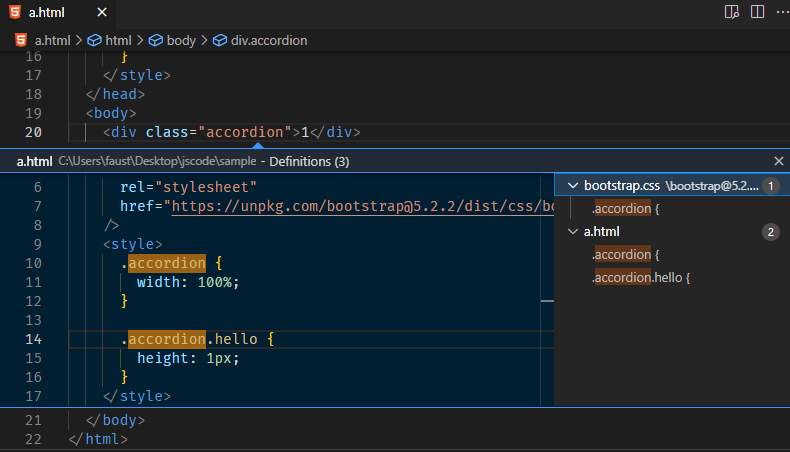 a.html
a.html > html > body > div.accordion
16 }
17 </style>
18 </head>
19 <body>
20 <div class="accordion">1</div>
a.html C:\Users\faust\Desktop\jscode\sample - Definitions (3)
6 rel="stylesheet"
7 href="https://unpkg.com/bootstrap@5.2.2/dist/css/bo
8 />
9 <style>
10 .accordion {
11 width: 100%;
12 }
13
14 .accordion.hello {
15 height: 1px;
16 }
17 </style>
bootstrap.css \bootstrap@5.2.... 1
.accordion {
a.html 2
.accordion {
.accordion.hello {
21 </body>
22 </html>